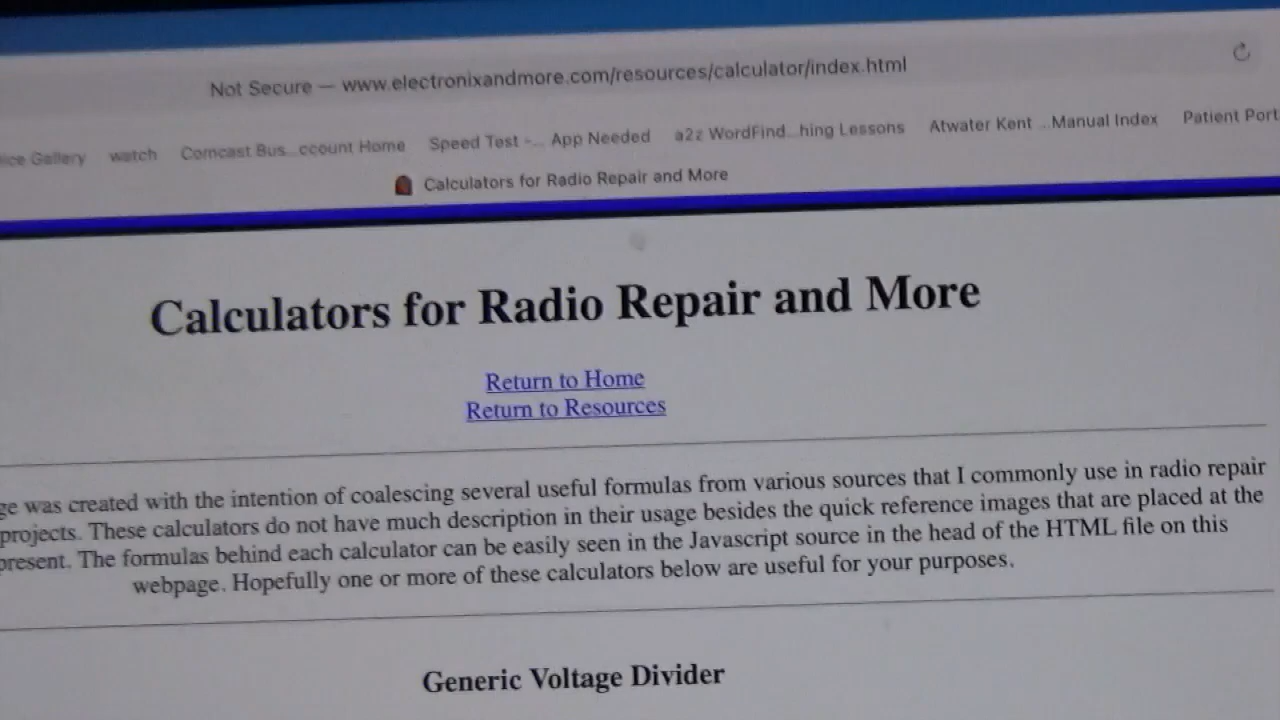 Not Secure — www.electronixandmore.com/resources/calculator/index.html
ice Gallery watch Comcast Bus...ccount Home Speed Test -... App Needed a2z WordFind...hing Lessons Atwater Kent ...Manual Index Patient Port
Calculators for Radio Repair and More
Calculators for Radio Repair and More
Return to Home
Return to Resources
ge was created with the intention of coalescing several useful formulas from various sources that I commonly use in radio repair
projects. These calculators do not have much description in their usage besides the quick reference images that are placed at the
present. The formulas behind each calculator can be easily seen in the Javascript source in the head of the HTML file on this
webpage. Hopefully one or more of these calculators below are useful for your purposes.
Generic Voltage Divider